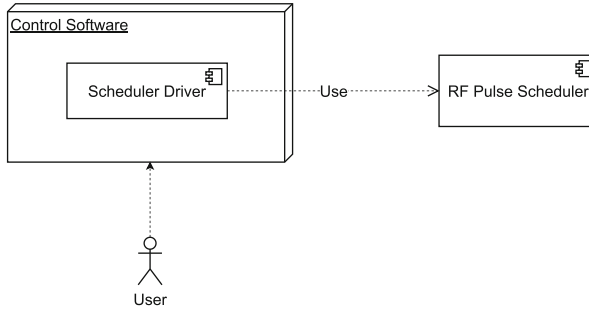 Control Software
Scheduler Driver
Use
RF Pulse Scheduler
User